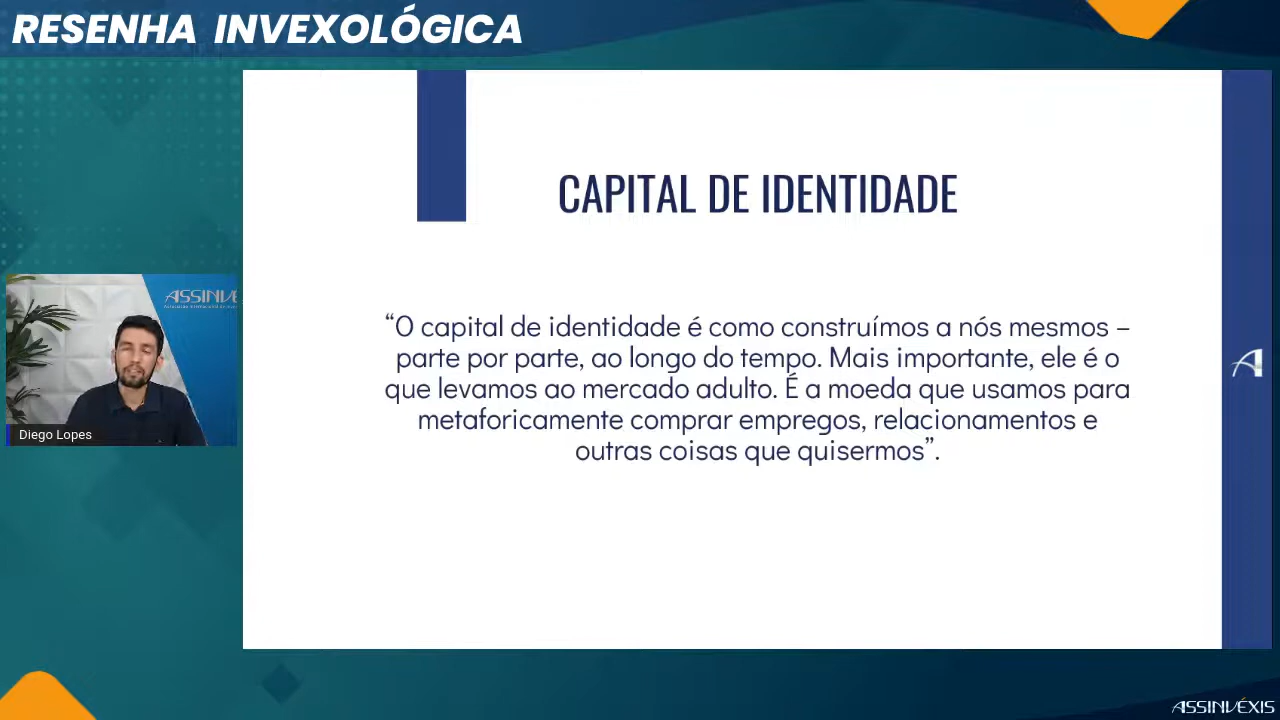 RESENHA INVEXOLÓGICA
CAPITAL DE IDENTIDADE
“O capital de identidade é como construímos a nós mesmos –
parte por parte, ao longo do tempo. Mais importante, ele é o
que levamos ao mercado adulto. É a moeda que usamos para
metaforicamente comprar empregos, relacionamentos e
outras coisas que quisermos”.
ASSINVÉ
Diego Lopes
A
ASSINVÉXIS